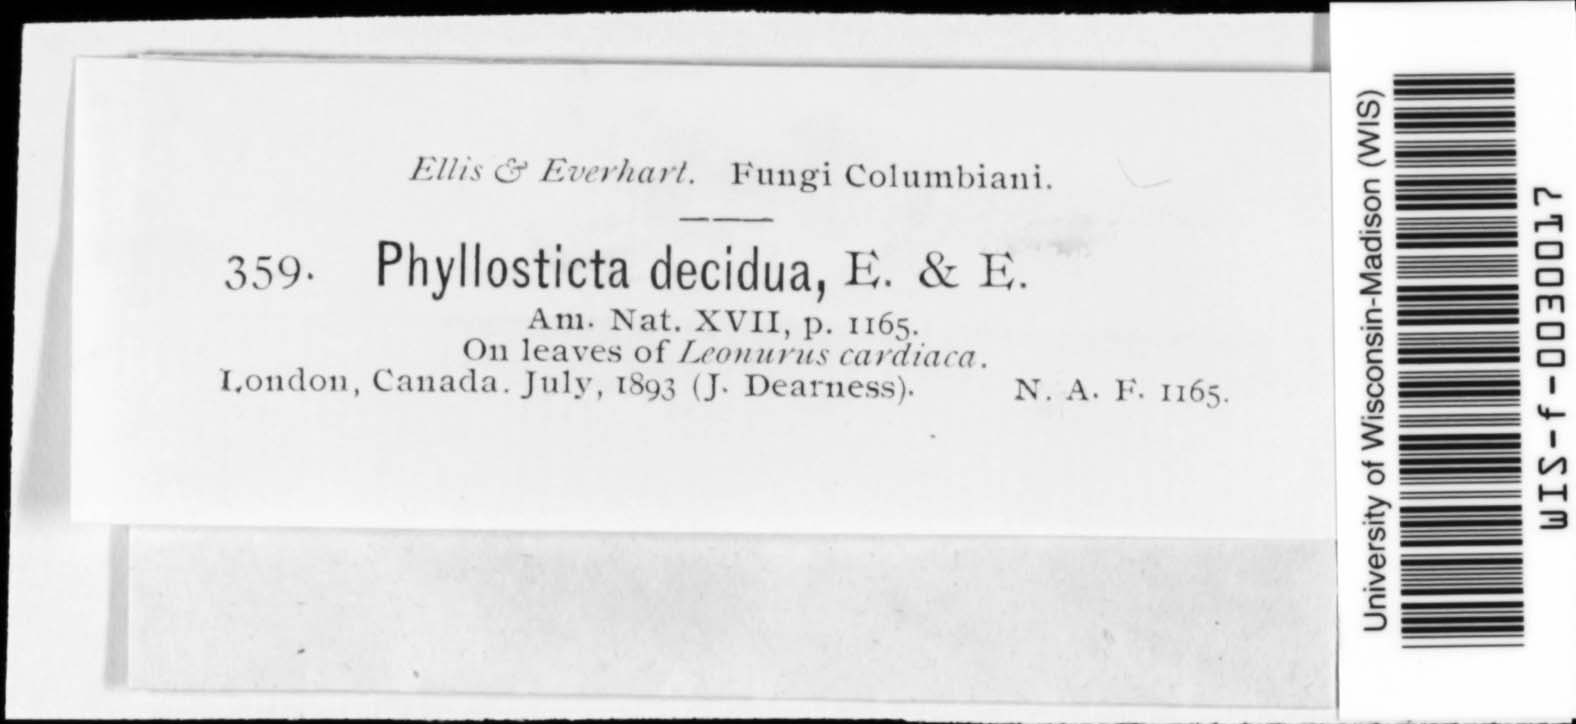 Ellis & Everhart. Fungi Columbiani.
359. Phyllosticta decidua, E. & E.
Am. Nat. XVII, p. 1165.
On leaves of Leonurus cardiaca.
London, Canada. July, 1893 (J. Dearness). N. A. F. 1165.
University of Wisconsin-Madison (WIS)
WIS-f-0030017